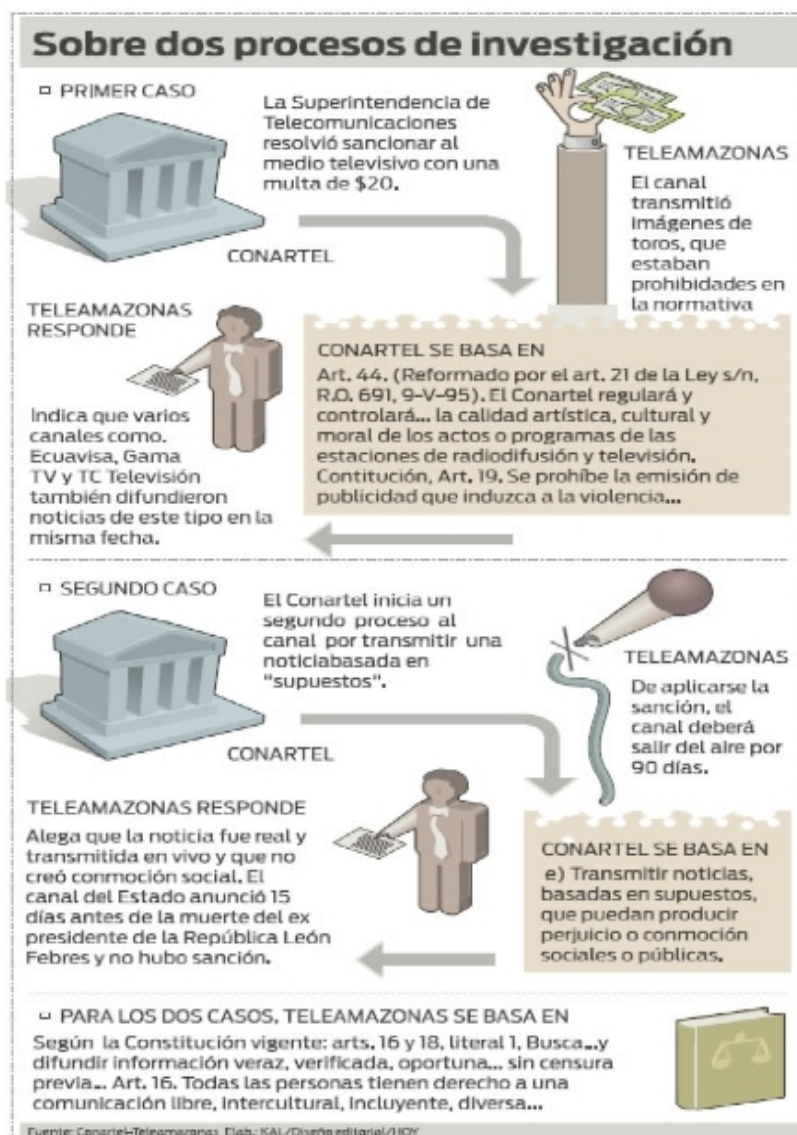 Sobre dos procesos de investigación
PRIMER CASO
La Superintendencia de
Telecomunicaciones
resolvió sancionar al
medio televisivo con una
multa de $20.
CONARTEL
TELEAMAZONAS
El canal
transmitió
imágenes de
toros, que
estaban
prohibidades en
la normativa
TELEAMAZONAS
RESPONDE
Indica que varios
canales como.
Ecuavisa, Gama
TV y TC Televisión
también difundieron
noticias de este tipo en la
misma fecha.
CONARTEL SE BASA EN
Art. 44. (Reformado por el art. 21 de la Ley s/n,
R.O. 691, 9-V-95). El Conartel regulará y
controlará... la calidad artística, cultural y
moral de los actos o programas de las
estaciones de radiodifusión y televisión.
Contitución, Art. 19. Se prohíbe la emisión de
publicidad que induzca a la violencia...
SEGUNDO CASO
El Conartel inicia un
segundo proceso al
canal por transmitir una
noticiabasada en
"supuestos".
CONARTEL
TELEAMAZONAS
De aplicarse la
sanción, el
canal deberá
salir del aire por
90 días.
TELEAMAZONAS RESPONDE
Alega que la noticia fue real y
transmitida en vivo y que no
creó conmoción social. El
canal del Estado anunció 15
días antes de la muerte del ex
presidente de la República León
Febres y no hubo sanción.
CONARTEL SE BASA EN
e) Transmitir noticias,
basadas en supuestos,
que puedan producir
perjuicio o conmoción
sociales o públicas.
PARA LOS DOS CASOS, TELEAMAZONAS SE BASA EN
Según la Constitución vigente: arts. 16 y 18, literal 1, Busca...y
difundir información veraz, verificada, oportuna... sin censura
previa... Art. 16. Todas las personas tienen derecho a una
comunicación libre, intercultural, incluyente, diversa...
Fuente: Conartel-Teleamazonas Elab.: KAL/Diseño editorial/HOY